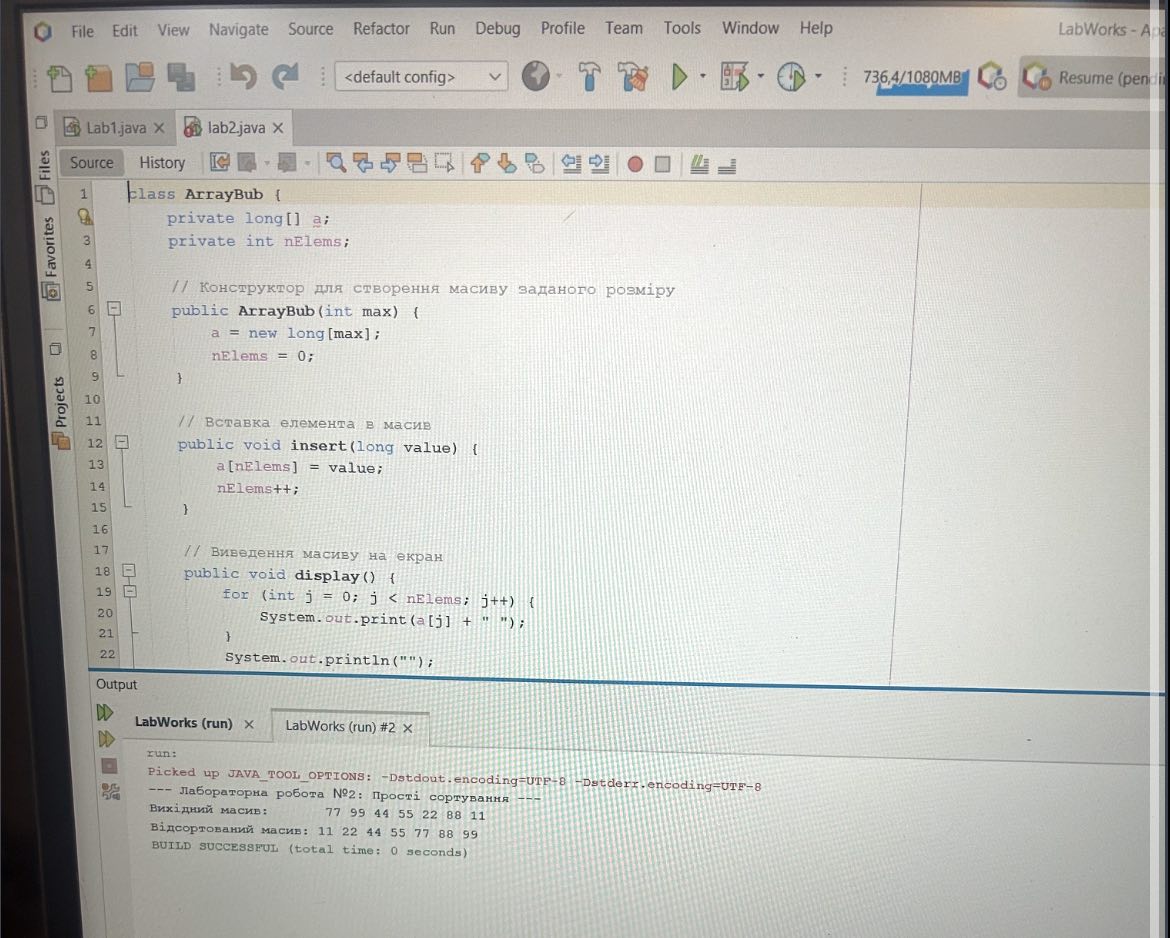 File Edit View Navigate Source Refactor Run Debug Profile Team Tools Window Help LabWorks - Apa
<default config> 736,4/1080MB Resume (pendin
Lab1.java lab2.java
Source History
Files
Favorites
Projects
1 class ArrayBub {
private long[] a;
3 private int nElems;
4
5 // Конструктор для створення масиву заданого розміру
6 public ArrayBub(int max) {
7 a = new long[max];
8 nElems = 0;
9 }
10
11 // Вставка елемента в масив
12 public void insert(long value) {
13 a[nElems] = value;
14 nElems++;
15 }
16
17 // Виведення масиву на екран
18 public void display() {
19 for (int j = 0; j < nElems; j++) {
20 System.out.print(a[j] + " ");
21 }
22 System.out.println("");
Output
LabWorks (run) LabWorks (run) #2
run:
Picked up JAVA_TOOL_OPTIONS: -Dstdout.encoding=UTF-8 -Dstderr.encoding=UTF-8
--- Лабораторна робота №2: Прості сортування ---
Вихідний масив: 77 99 44 55 22 88 11
Відсортований масив: 11 22 44 55 77 88 99
BUILD SUCCESSFUL (total time: 0 seconds)